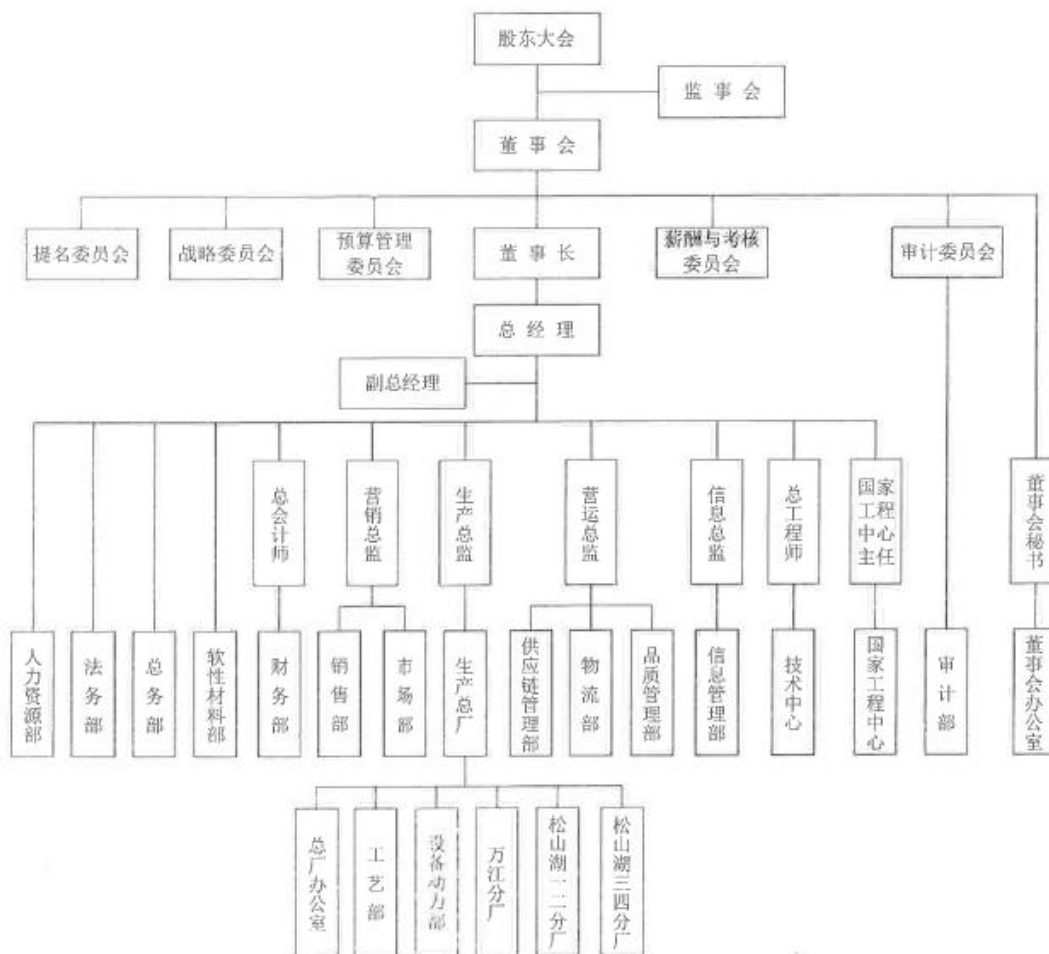 股东大会
监事会
董事会
提名委员会
战略委员会
预算管理
委员会
董事长
薪酬与考核
委员会
审计委员会
总经理
副总经理
总会计师
营销总监
生产总监
营运总监
信息总监
总工程师
国家工程中心主任
董事会秘书
人力资源部
法务部
总务部
软性材料部
财务部
销售部
市场部
生产总厂
供应链管理部
物流部
品质管理部
信息管理部
技术中心
国家工程中心
审计部
董事会办公室
总厂办公室
工艺部
设备动力部
万江分厂
松山湖一二分厂
松山湖三四分厂